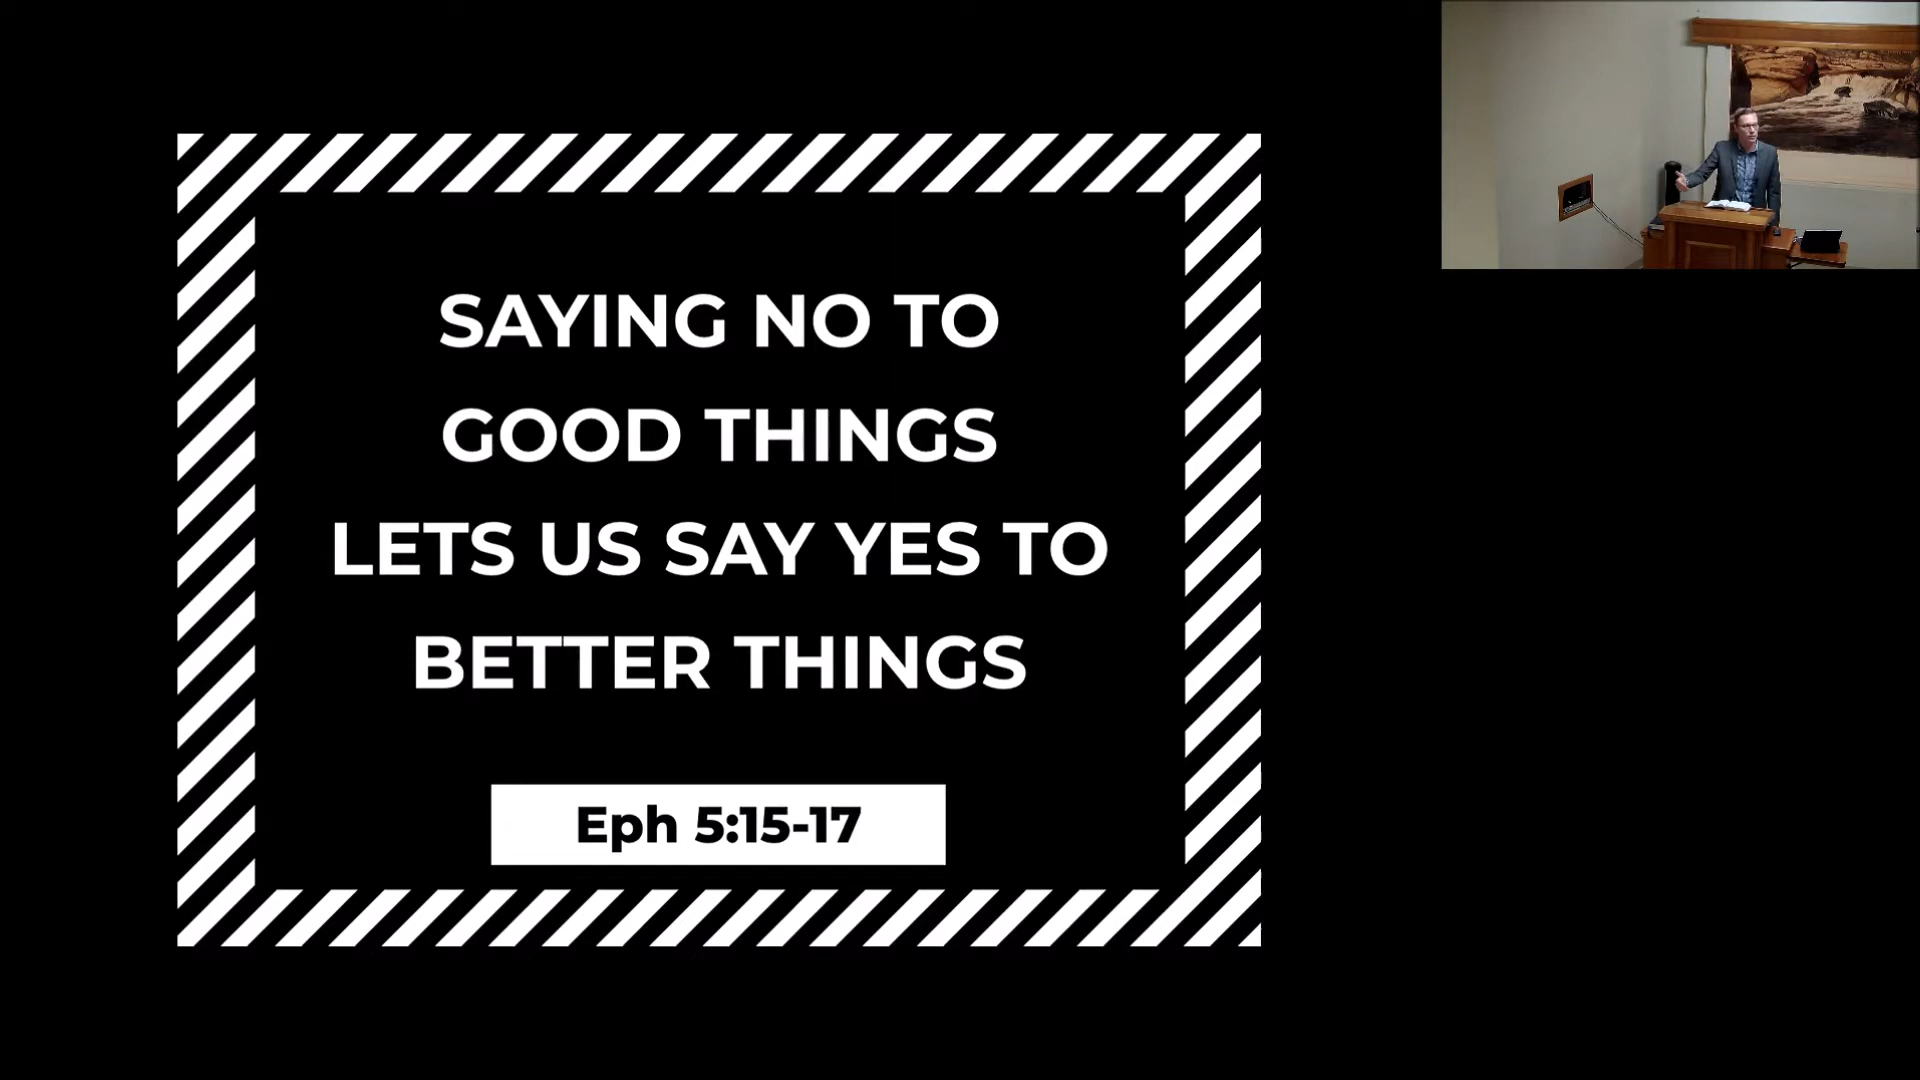 SAYING NO TO
GOOD THINGS
LETS US SAY YES TO
BETTER THINGS
Eph 5:15-17